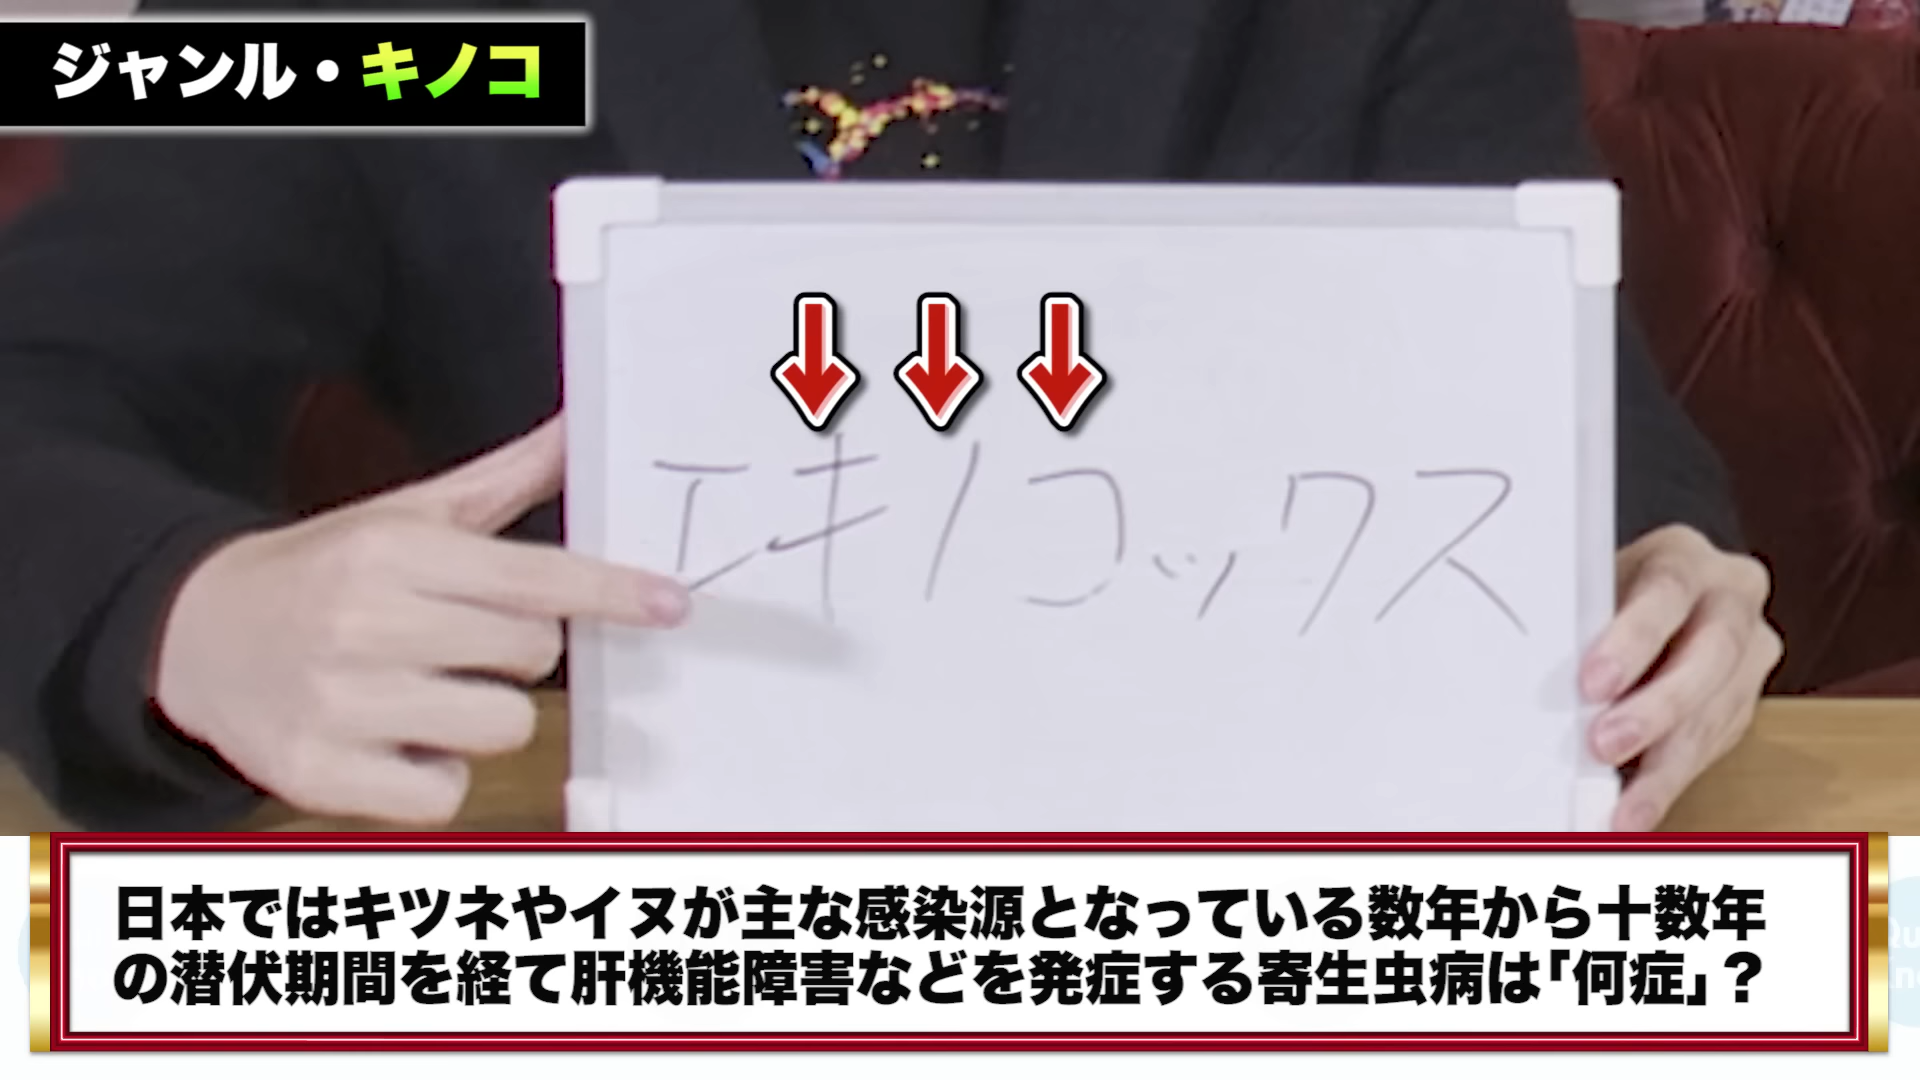 ジャンル・キノコ
エキノコックス
日本ではキツネやイヌが主な感染源となっている数年から十数年
の潜伏期間を経て肝機能障害などを発症する寄生虫病は｢何症｣？